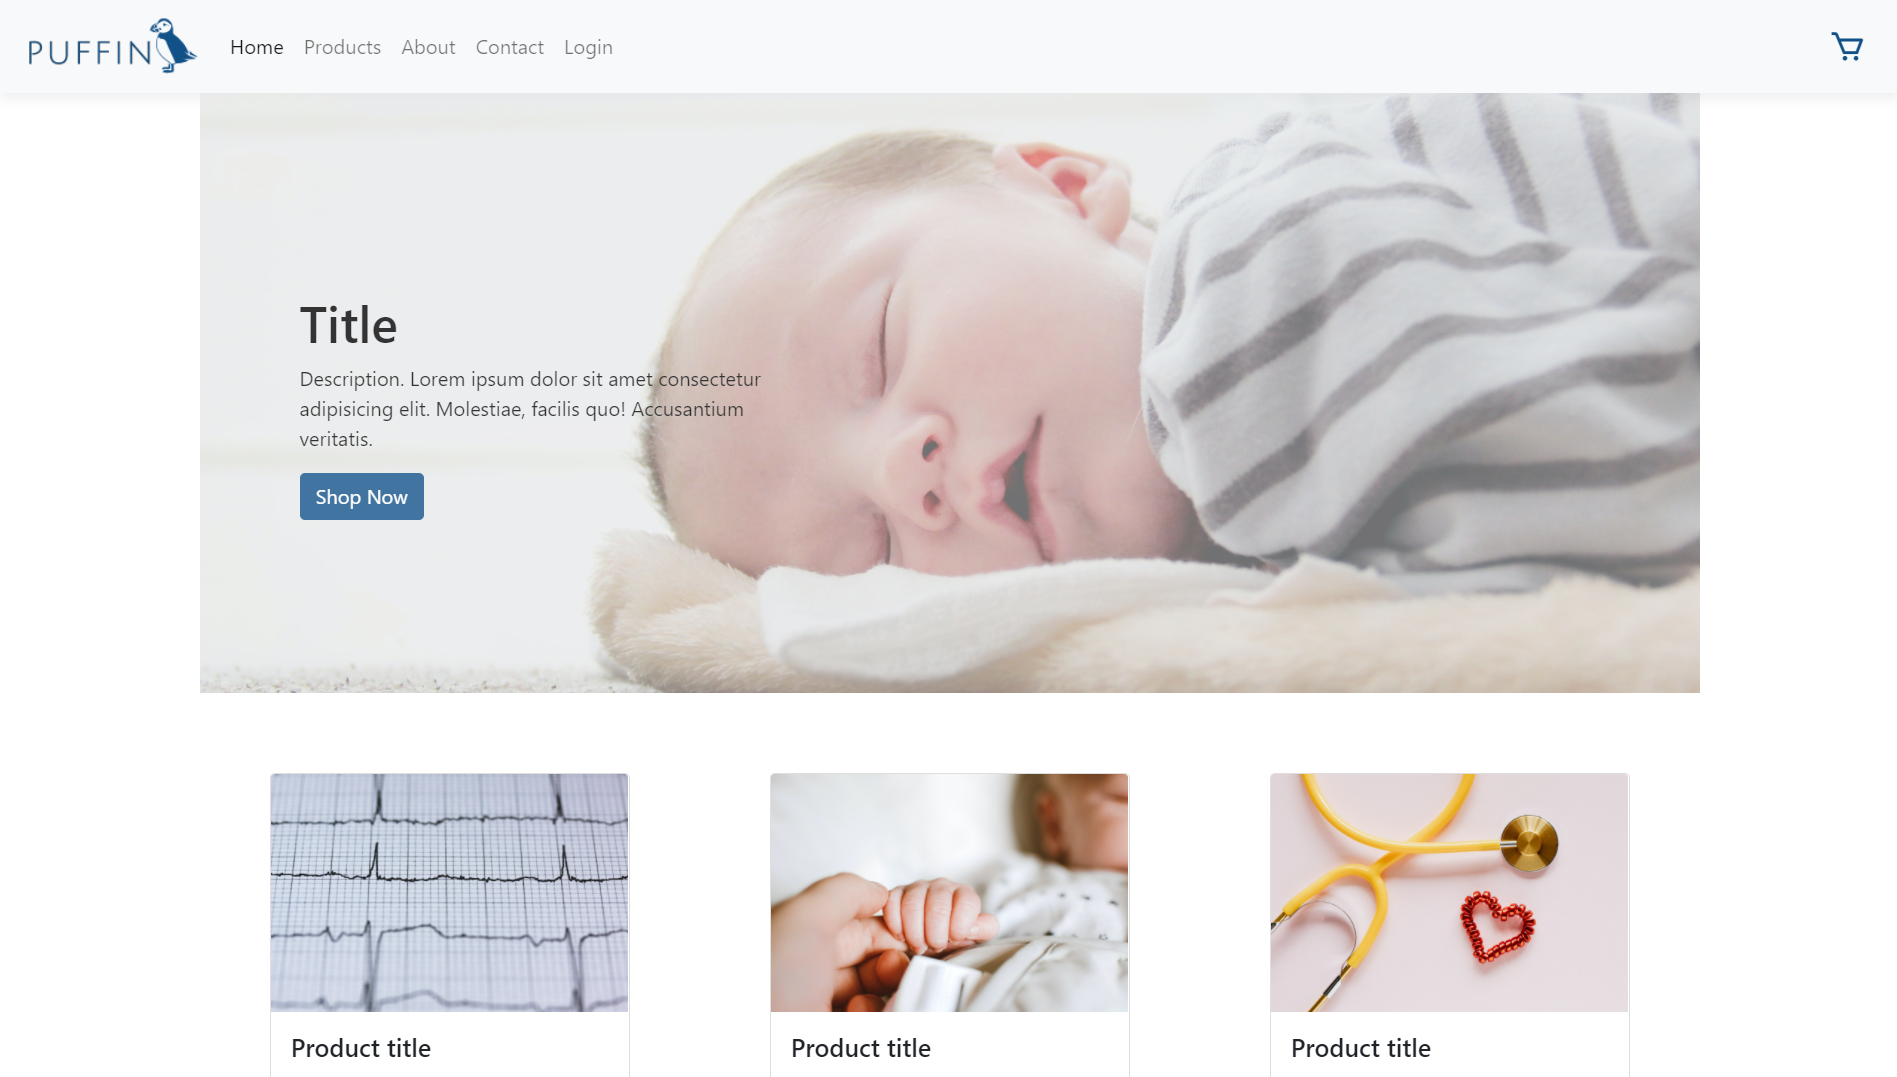 PUFFIN
Home Products About Contact Login
Title
Description. Lorem ipsum dolor sit amet consectetur
adipisicing elit. Molestiae, facilis quo! Accusantium
veritatis.
Shop Now
Product title
Product title
Product title